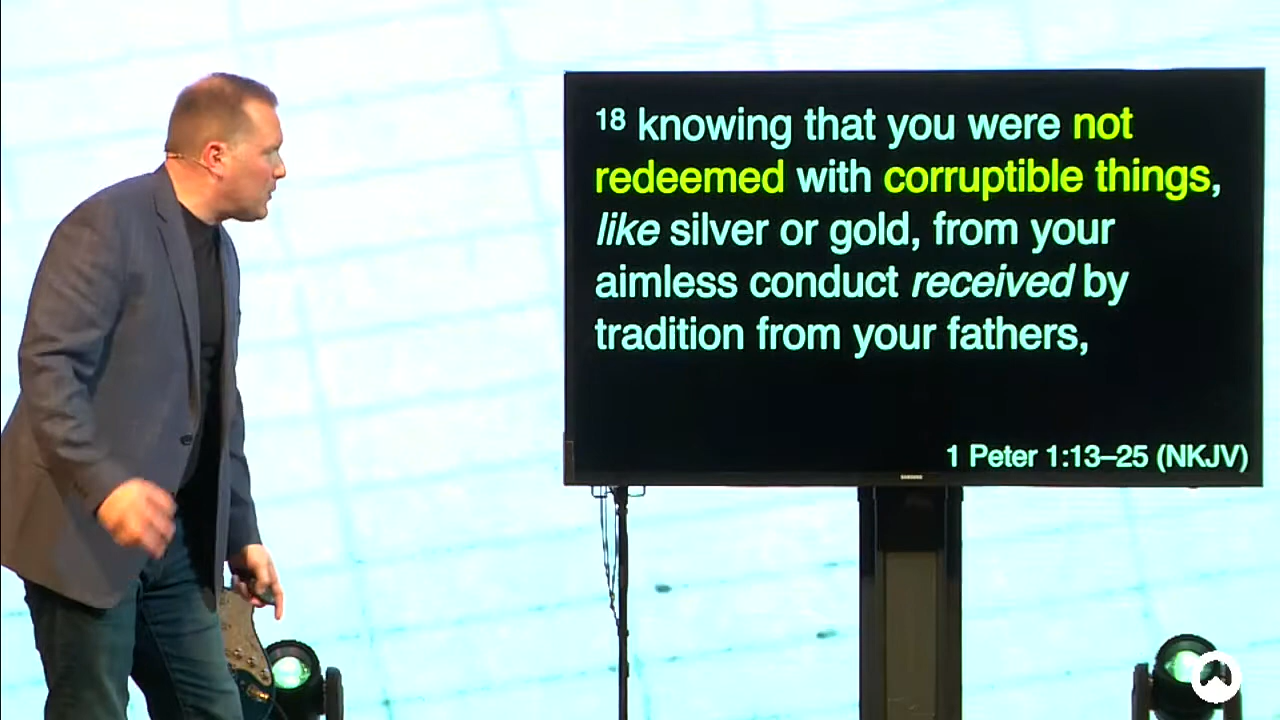 18 knowing that you were not
redeemed with corruptible things,
like silver or gold, from your
aimless conduct received by
tradition from your fathers,
1 Peter 1:13–25 (NKJV)
SAMSUNG